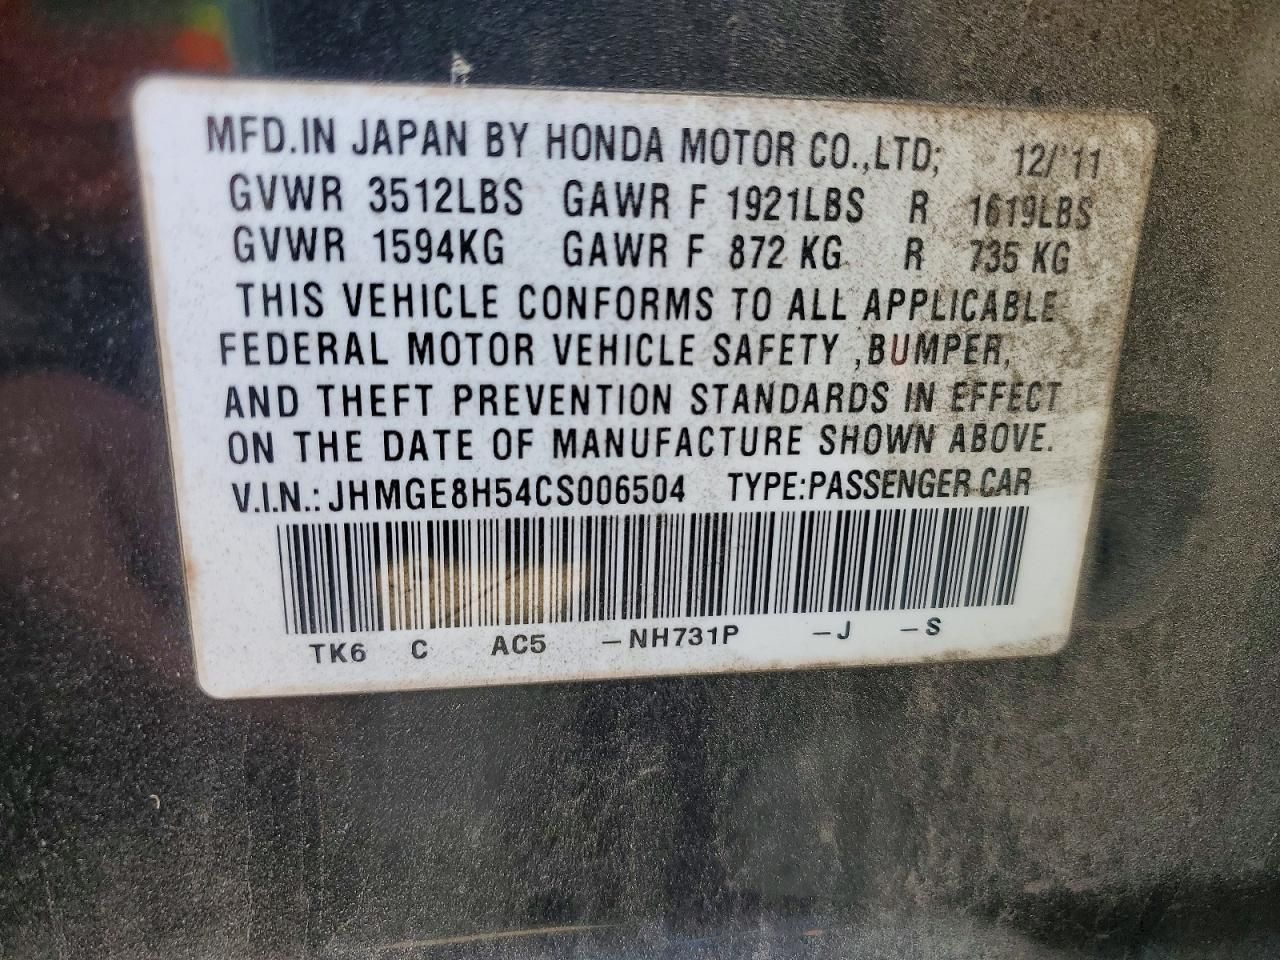 MFD.IN JAPAN BY HONDA MOTOR CO.,LTD; 12/'11
GVWR 3512LBS GAWR F 1921LBS R 1619LBS
GVWR 1594KG GAWR F 872 KG R 735 KG
THIS VEHICLE CONFORMS TO ALL APPLICABLE
FEDERAL MOTOR VEHICLE SAFETY ,BUMPER,
AND THEFT PREVENTION STANDARDS IN EFFECT
ON THE DATE OF MANUFACTURE SHOWN ABOVE.
V.I.N.: JHMGE8H54CS006504 TYPE:PASSENGER CAR
TK6 C AC5 –NH731P –J –S